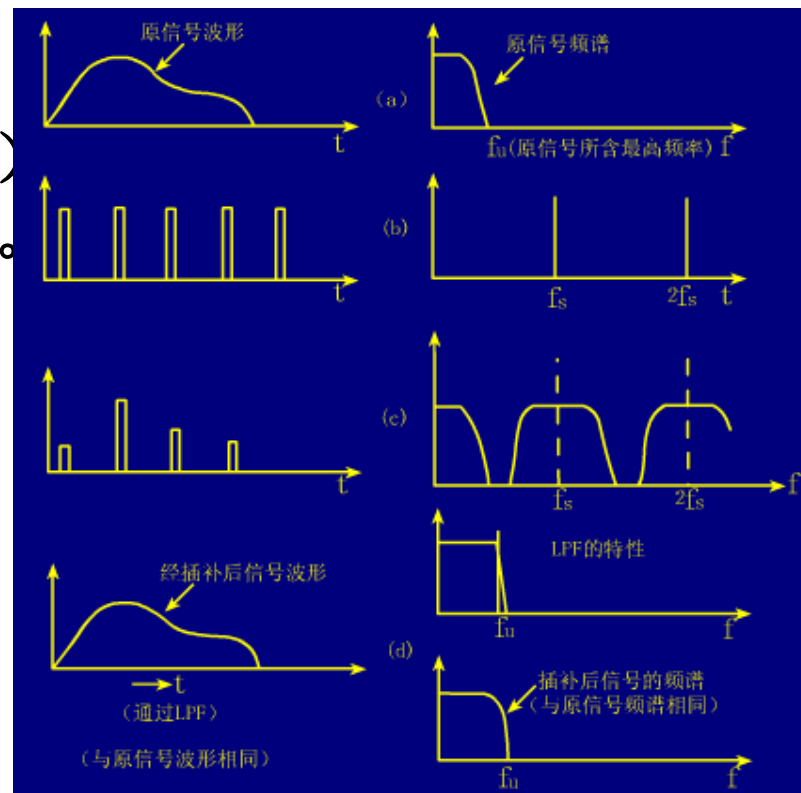 )
。
原信号波形
t
(a)
原信号频谱
fu(原信号所含最高频率) f
t
(b)
fs 2fs t
t
(c)
fs 2fs f
经插补后信号波形
t
(通过LPF)
(与原信号波形相同)
(d)
LPF的特性
fu f
插补后信号的频谱
(与原信号频谱相同)
fu f